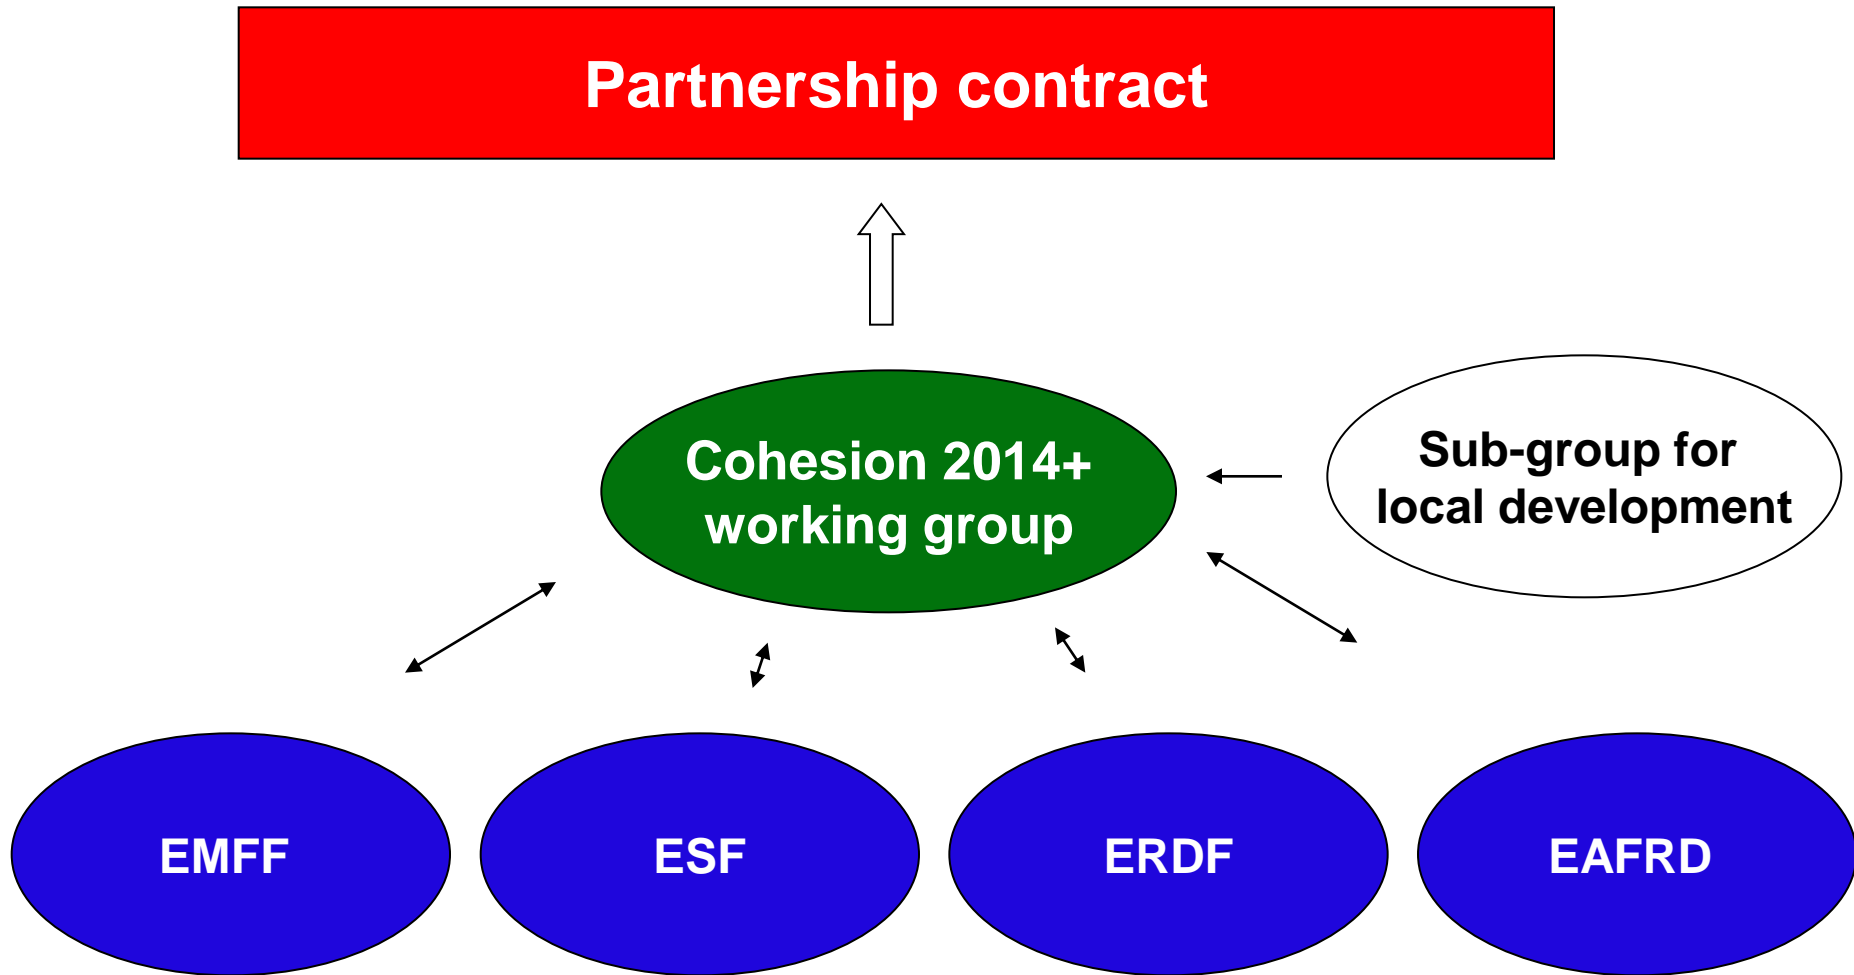 Partnership contract
Cohesion 2014+
working group
Sub-group for
local development
EMFF
ESF
ERDF
EAFRD